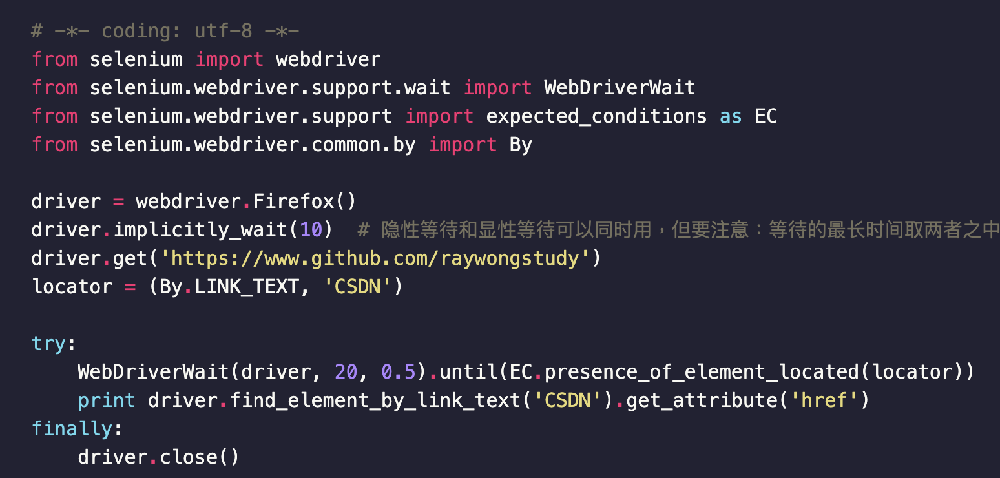 # -*- coding: utf-8 -*-
from selenium import webdriver
from selenium.webdriver.support.wait import WebDriverWait
from selenium.webdriver.support import expected_conditions as EC
from selenium.webdriver.common.by import By
driver = webdriver.Firefox()
driver.implicitly_wait(10)  # 隐性等待和显性等待可以同时用，但要注意：等待的最长时间取两者之中
driver.get('https://www.github.com/raywongstudy')
locator = (By.LINK_TEXT, 'CSDN')
try:
    WebDriverWait(driver, 20, 0.5).until(EC.presence_of_element_located(locator))
    print driver.find_element_by_link_text('CSDN').get_attribute('href')
finally:
    driver.close()